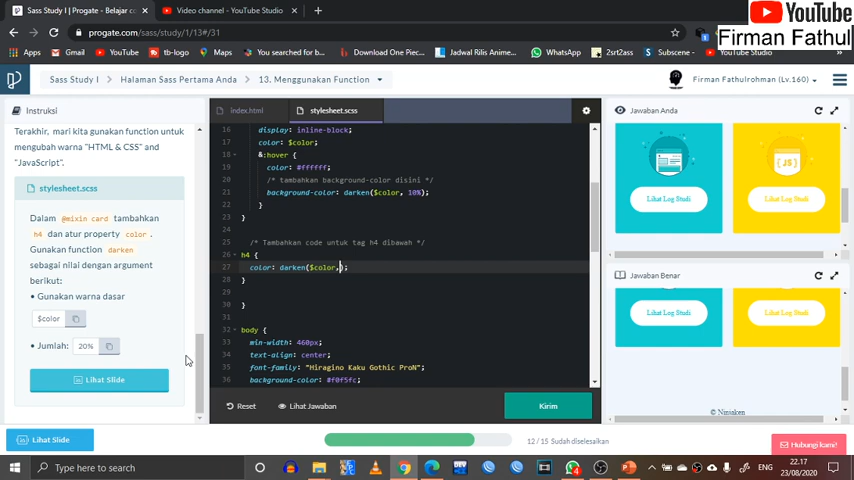 Sass Study I | Progate - Belajar co
Video channel - YouTube Studio
YouTube
Firman Fathul
progate.com/sass/study/1/13#/31
Apps
Gmail
YouTube
tb-logo
Maps
You searched for b...
Download One Piec...
Jadwal Rilis Anime...
WhatsApp
2srt2ass
Subscene -
Sass Study I
Halaman Sass Pertama Anda
13. Menggunakan Function
Firman Fathulrohman (Lv.160)
Instruksi
Terakhir, mari kita gunakan function untuk
mengubah warna "HTML & CSS" and
"JavaScript".
stylesheet.scss
Dalam @mixin card tambahkan
h4 dan atur property color .
Gunakan function darken
sebagai nilai dengan argument
berikut:
• Gunakan warna dasar
$color
• Jumlah: 20%
Lihat Slide
index.html
stylesheet.scss
16 display: inline-block;
17 color: $color;
18 &:hover {
19 color: #ffffff;
20 /* tambahkan background-color disini */
21 background-color: darken($color, 10%);
22 }
23 }
24
25 /* Tambahkan code untuk tag h4 dibawah */
26 h4 {
27 color: darken($color,);
28 }
29
30 }
31
32 body {
33 min-width: 460px;
34 text-align: center;
35 font-family: "Hiragino Kaku Gothic ProN";
36 background-color: #f0f5fc;
Reset
Lihat Jawaban
Kirim
Jawaban Anda
{JS}
Lihat Log Studi
Lihat Log Studi
Jawaban Benar
Lihat Log Studi
Lihat Log Studi
© Ninjaken
Lihat Slide
12 / 15 Sudah diselesaikan
Hubungi kami!
Type here to search
DEV
4
ENG
22.17
23/08/2020